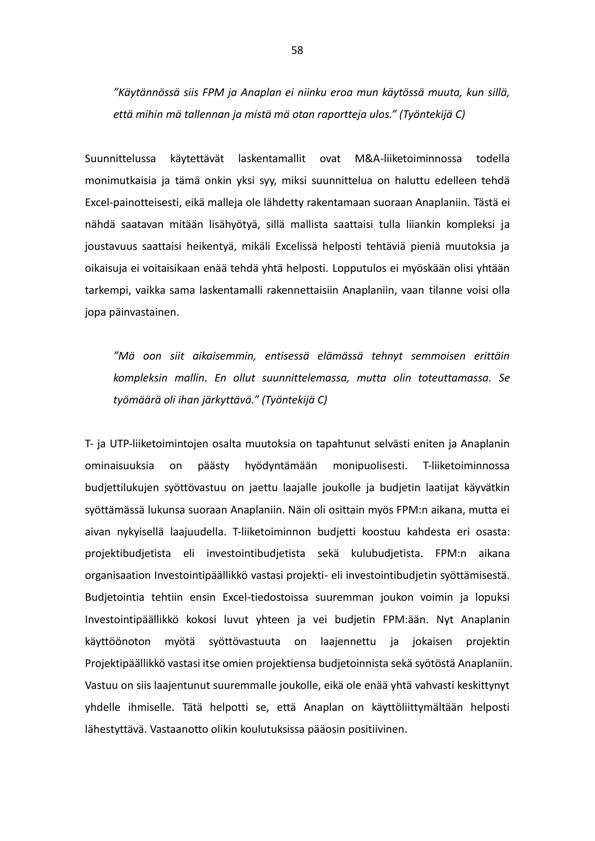 58
”Käytännössä siis FPM ja Anaplan ei niinku eroa mun käytössä muuta, kun sillä,
että mihin mä tallennan ja mistä mä otan raportteja ulos.” (Työntekijä C)
Suunnittelussa käytettävät laskentamallit ovat M&A-liiketoiminnossa todella
monimutkaisia ja tämä onkin yksi syy, miksi suunnittelua on haluttu edelleen tehdä
Excel-painotteisesti, eikä malleja ole lähdetty rakentamaan suoraan Anaplaniin. Tästä ei
nähdä saatavan mitään lisähyötyä, sillä mallista saattaisi tulla liiankin kompleksi ja
joustavuus saattaisi heikentyä, mikäli Excelissä helposti tehtäviä pieniä muutoksia ja
oikaisuja ei voitaisikaan enää tehdä yhtä helposti. Lopputulos ei myöskään olisi yhtään
tarkempi, vaikka sama laskentamalli rakennettaisiin Anaplaniin, vaan tilanne voisi olla
jopa päinvastainen.
”Mä oon siit aikaisemmin, entisessä elämässä tehnyt semmoisen erittäin
kompleksin mallin. En ollut suunnittelemassa, mutta olin toteuttamassa. Se
työmäärä oli ihan järkyttävä.” (Työntekijä C)
T- ja UTP-liiketoimintojen osalta muutoksia on tapahtunut selvästi eniten ja Anaplanin
ominaisuuksia on päästy hyödyntämään monipuolisesti. T-liiketoiminnossa
budjettilukujen syöttövastuu on jaettu laajalle joukolle ja budjetin laatijat käyvätkin
syöttämässä lukunsa suoraan Anaplaniin. Näin oli osittain myös FPM:n aikana, mutta ei
aivan nykyisellä laajuudella. T-liiketoiminnon budjetti koostuu kahdesta eri osasta:
projektibudjetista eli investointibudjetista sekä kulubudjetista. FPM:n aikana
organisaation Investointipäällikkö vastasi projekti- eli investointibudjetin syöttämisestä.
Budjetointia tehtiin ensin Excel-tiedostoissa suuremman joukon voimin ja lopuksi
Investointipäällikkö kokosi luvut yhteen ja vei budjetin FPM:ään. Nyt Anaplanin
käyttöönoton myötä syöttövastuuta on laajennettu ja jokaisen projektin
Projektipäällikkö vastasi itse omien projektiensa budjetoinnista sekä syötöstä Anaplaniin.
Vastuu on siis laajentunut suuremmalle joukolle, eikä ole enää yhtä vahvasti keskittynyt
yhdelle ihmiselle. Tätä helpotti se, että Anaplan on käyttöliittymältään helposti
lähestyttävä. Vastaanotto olikin koulutuksissa pääosin positiivinen.